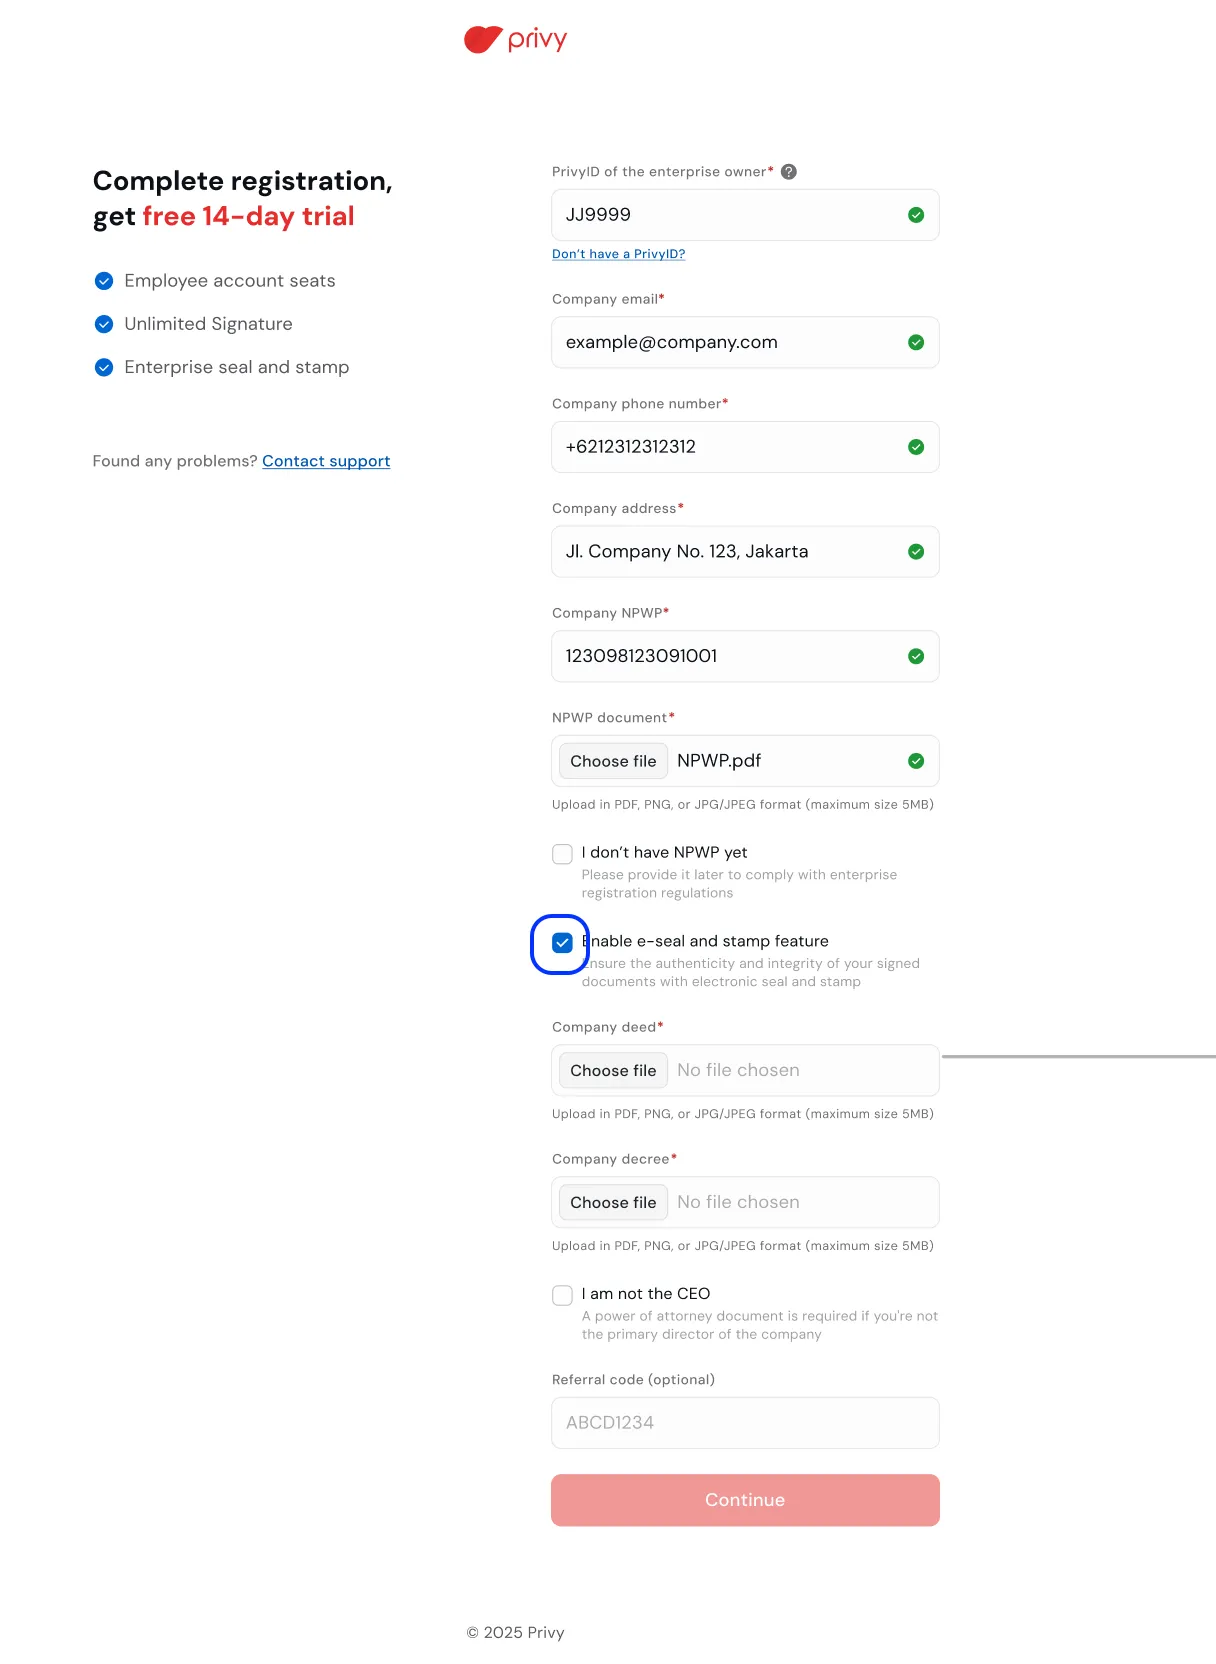 privy
Complete registration,
get free 14-day trial
Employee account seats
Unlimited Signature
Enterprise seal and stamp
Found any problems? Contact support
PrivyID of the enterprise owner* ?
JJ9999
Don't have a PrivyID?
Company email*
example@company.com
Company phone number*
+6212312312312
Company address*
Jl. Company No. 123, Jakarta
Company NPWP*
123098123091001
NPWP document*
Choose file NPWP.pdf
Upload in PDF, PNG, or JPG/JPEG format (maximum size 5MB)
I don't have NPWP yet
Please provide it later to comply with enterprise
registration regulations
Enable e-seal and stamp feature
Ensure the authenticity and integrity of your signed
documents with electronic seal and stamp
Company deed*
Choose file No file chosen
Upload in PDF, PNG, or JPG/JPEG format (maximum size 5MB)
Company decree*
Choose file No file chosen
Upload in PDF, PNG, or JPG/JPEG format (maximum size 5MB)
I am not the CEO
A power of attorney document is required if you're not
the primary director of the company
Referral code (optional)
ABCD1234
Continue
© 2025 Privy